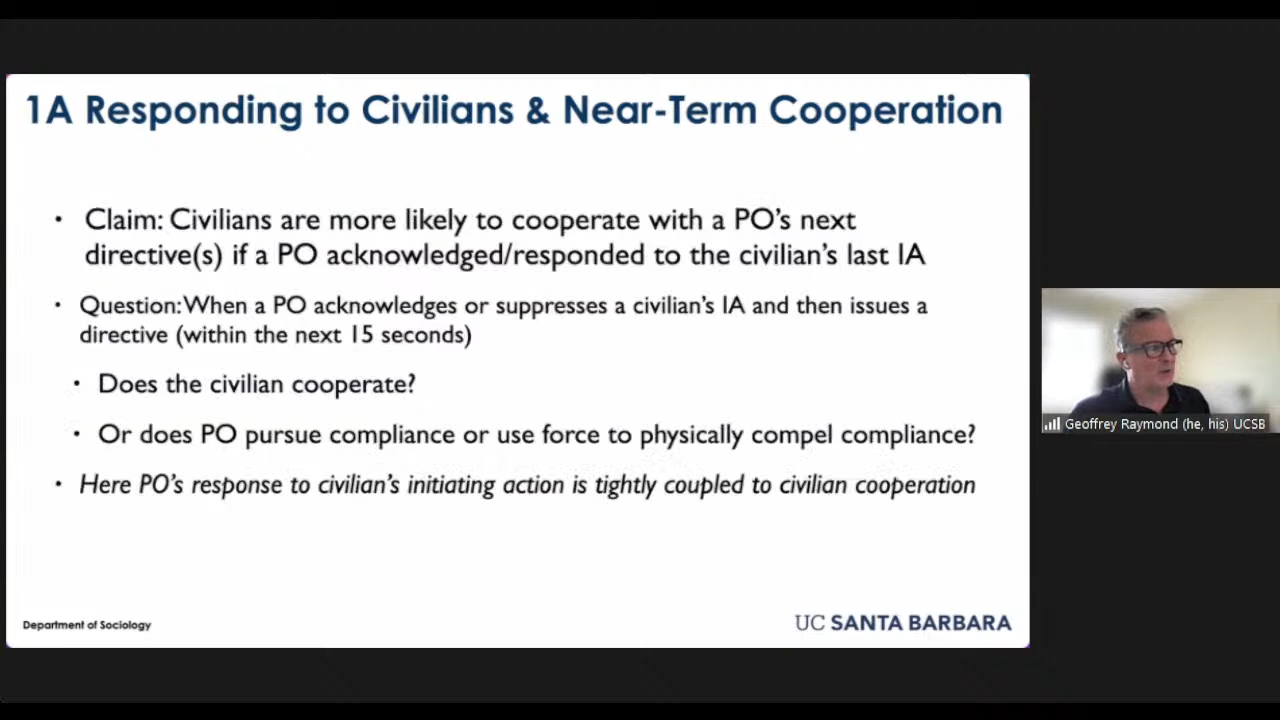 1A Responding to Civilians & Near-Term Cooperation
• Claim: Civilians are more likely to cooperate with a PO's next
directive(s) if a PO acknowledged/responded to the civilian's last IA
• Question: When a PO acknowledges or suppresses a civilian's IA and then issues a
directive (within the next 15 seconds)
• Does the civilian cooperate?
• Or does PO pursue compliance or use force to physically compel compliance?
• Here PO's response to civilian's initiating action is tightly coupled to civilian cooperation
Department of Sociology
UC SANTA BARBARA
Geoffrey Raymond (he, his) UCSB